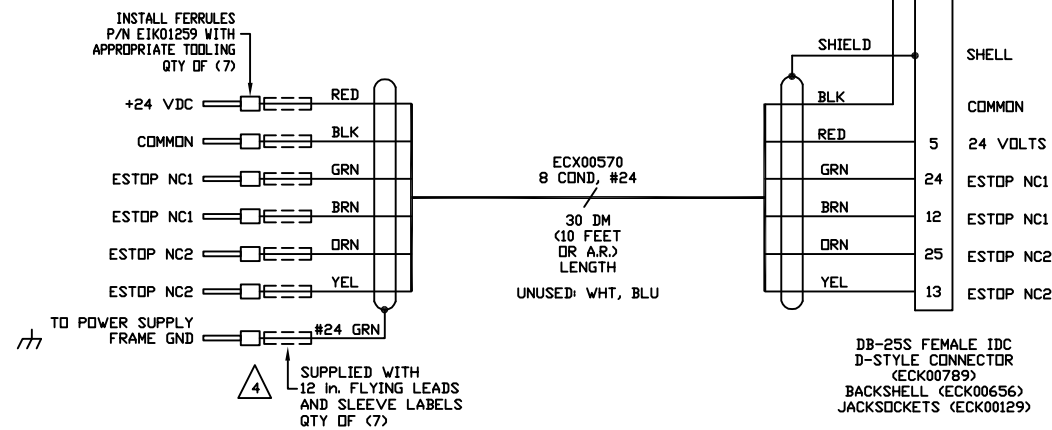 INSTALL FERRULES
P/N EIK01259 WITH
APPROPRIATE TOOLING
QTY OF (7)
+24 VDC
RED
COMMON
BLK
ESTOP NC1
GRN
ESTOP NC1
BRN
ESTOP NC2
ORN
ESTOP NC2
YEL
TO POWER SUPPLY
FRAME GND
#24 GRN
4
SUPPLIED WITH
12 In. FLYING LEADS
AND SLEEVE LABELS
QTY OF (7)
ECX00570
8 COND, #24
30 DM
(10 FEET
OR A.R.)
LENGTH
UNUSED: WHT, BLU
SHIELD
SHELL
BLK
COMMON
RED
5
24 VOLTS
GRN
24
ESTOP NC1
BRN
12
ESTOP NC1
ORN
25
ESTOP NC2
YEL
13
ESTOP NC2
DB-25S FEMALE IDC
D-STYLE CONNECTOR
(ECK00789)
BACKSHELL (ECK00656)
JACKSOCKETS (ECK00129)